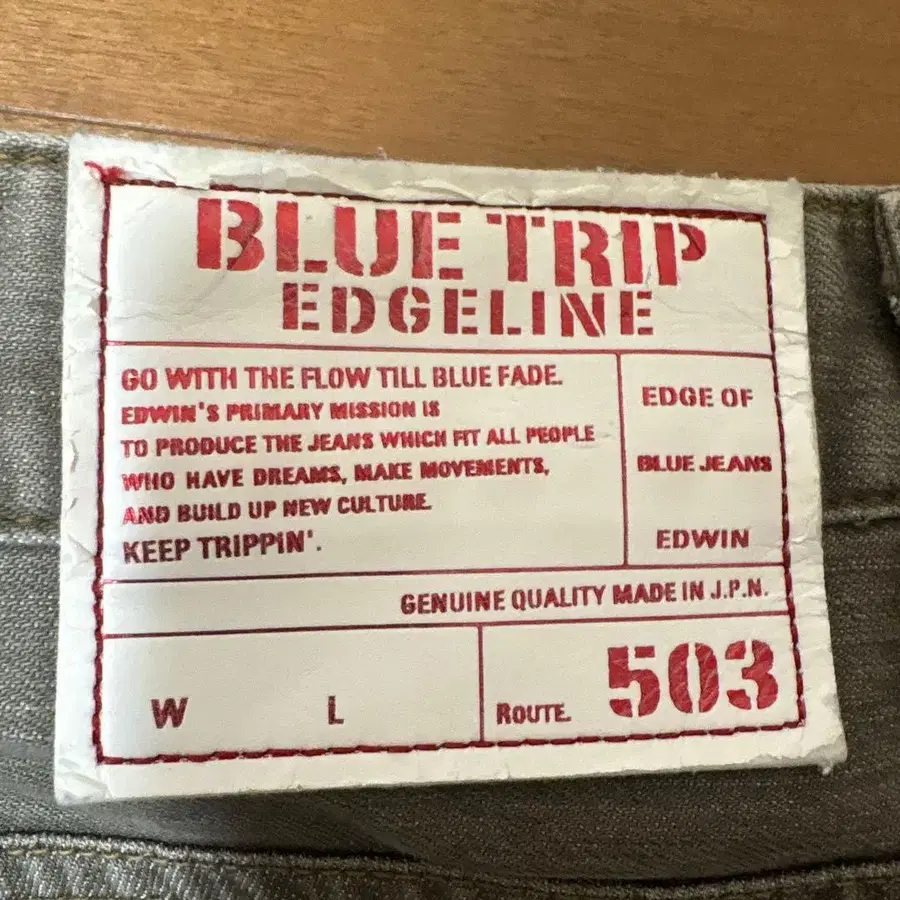 BLUE TRIP
EDGELINE
GO WITH THE FLOW TILL BLUE FADE.
EDWIN'S PRIMARY MISSION IS
TO PRODUCE THE JEANS WHICH FIT ALL PEOPLE
WHO HAVE DREAMS, MAKE MOVEMENTS,
AND BUILD UP NEW CULTURE.
KEEP TRIPPIN'.
EDGE OF
BLUE JEANS
EDWIN
GENUINE QUALITY MADE IN J.P.N.
W L
ROUTE. 503